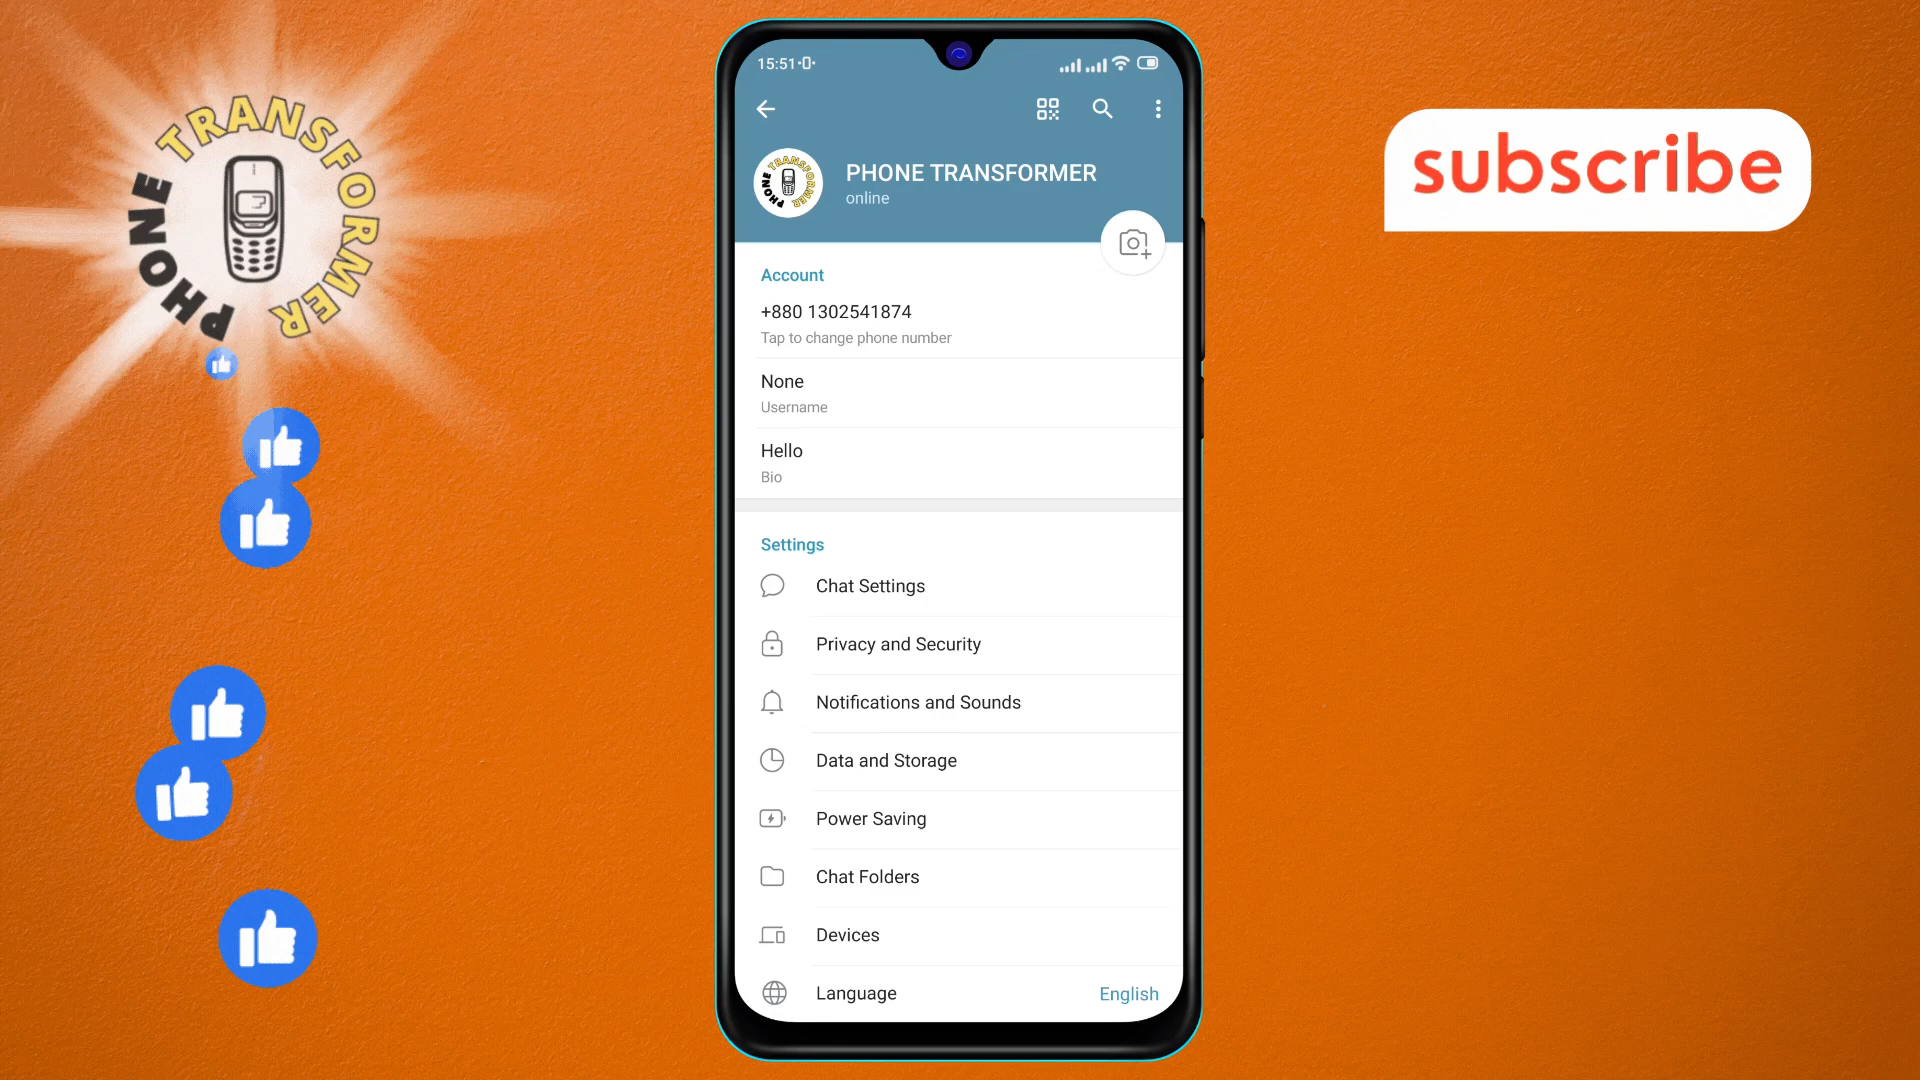 PHONE TRANSFORMER
subscribe
15:51
PHONE TRANSFORMER
PHONE TRANSFORMER
online
Account
+880 1302541874
Tap to change phone number
None
Username
Hello
Bio
Settings
Chat Settings
Privacy and Security
Notifications and Sounds
Data and Storage
Power Saving
Chat Folders
Devices
Language English